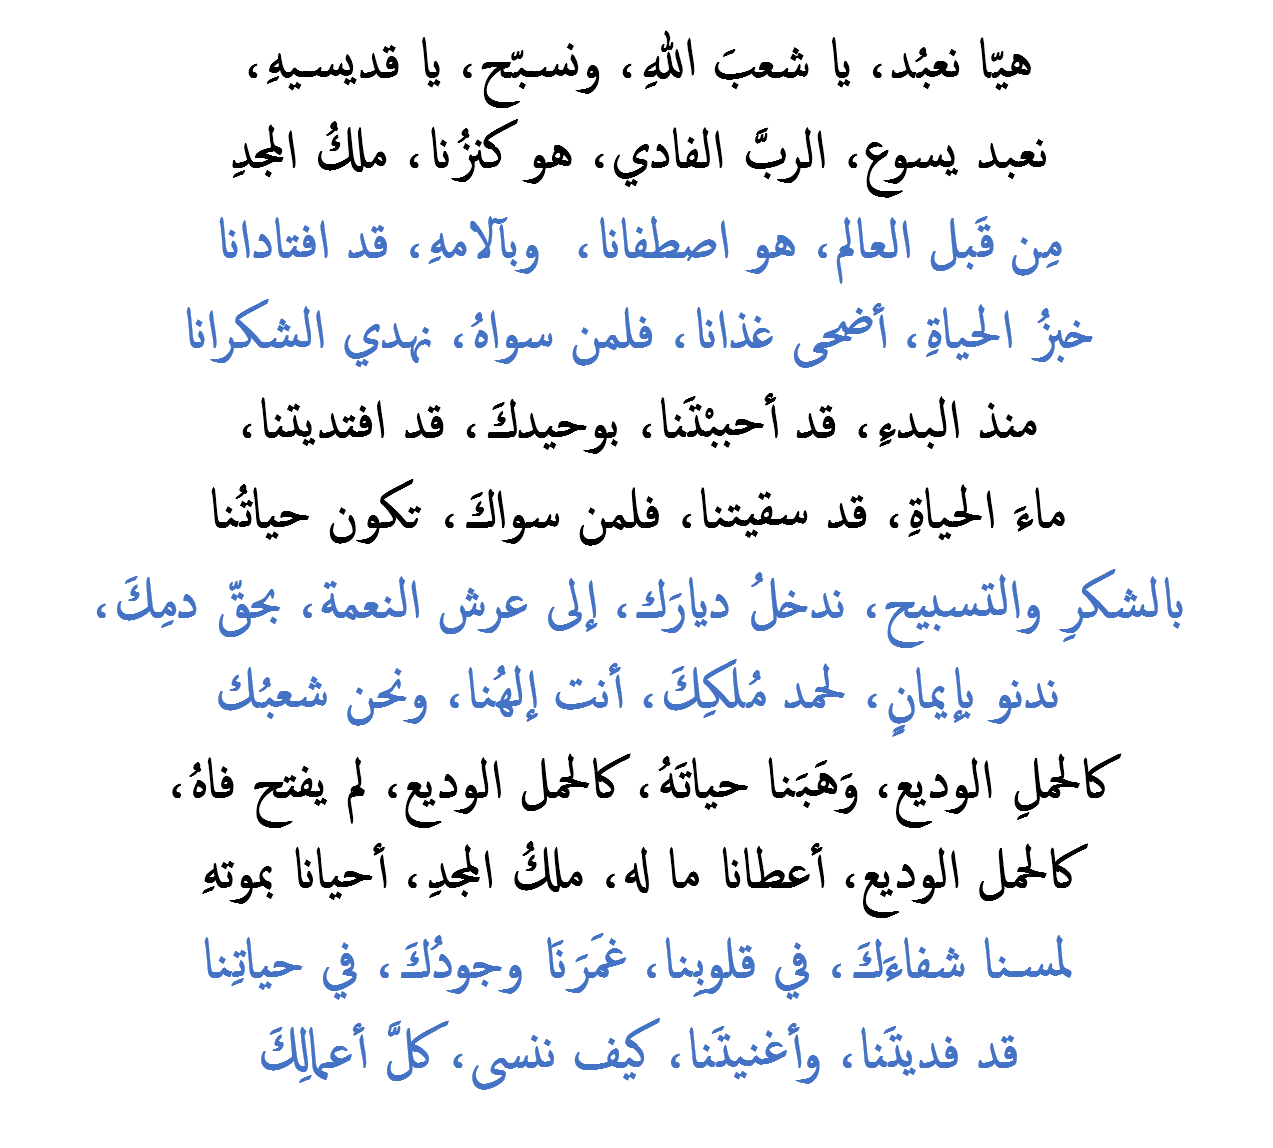 هيّا نعبُد، يا شعبَ اللهِ، ونسبّح، يا قديسيهِ،
نعبد يسوع، الربَّ الفادي، هو كنزُنا، ملكُ المجدِ
مِن قَبل العالم، هو اصطفانا، وبآلامهِ، قد افتادانا
خبزُ الحياةِ، أضحى غذانا، فلمن سواهُ، نهدي الشكرانا
منذ البدءِ، قد أحببْتَنا، بوحيدكَ، قد افتديتنا،
ماءَ الحياةِ، قد سقيتنا، فلمن سواكَ، تكون حياتُنا
بالشكرِ والتسبيح، ندخلُ ديارَك، إلى عرش النعمة، بحقّ دمِكَ،
ندنو بإيمانٍ، لحمد مُلكِكَ، أنت إلهُنا، ونحن شعبُك
كالحملِ الوديع، وَهَبَنا حياتَهُ، كالحمل الوديع، لم يفتح فاهُ،
كالحمل الوديع، أعطانا ما له، ملكُ المجدِ، أحيانا بموتهِ
لمسنا شفاءَكَ، في قلوبِنا، غمَرَنَا وجودُكَ، في حياتِنا
قد فديتَنا، وأغنيتَنا، كيف ننسى، كلَّ أعمالِكَ